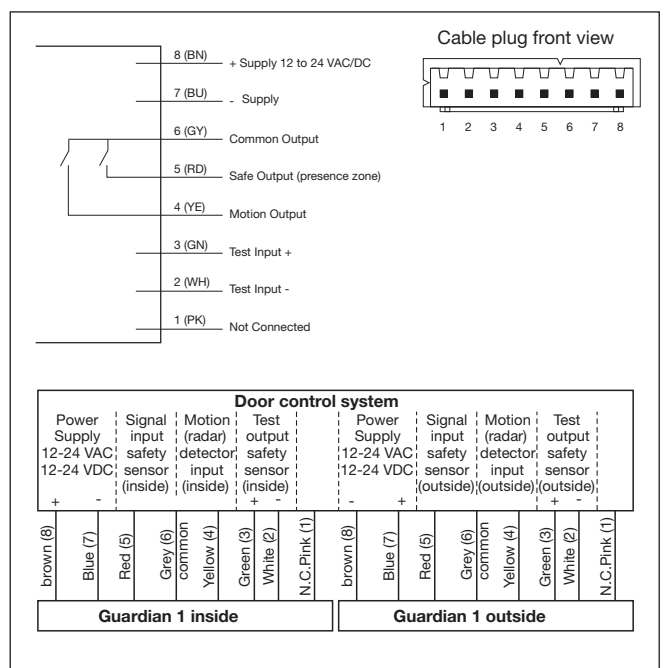 Cable plug front view
8 (BN)
+ Supply 12 to 24 VAC/DC
7 (BU)
- Supply
6 (GY)
Common Output
5 (RD)
Safe Output (presence zone)
4 (YE)
Motion Output
3 (GN)
Test Input +
2 (WH)
Test Input -
1 (PK)
Not Connected
1 2 3 4 5 6 7 8
Door control system
Power
Supply
12-24 VAC
12-24 VDC
+ -
Signal
input
safety
sensor
(inside)
Motion
(radar)
detector
input
(inside)
Test
output
safety
sensor
(inside)
+ -
Power
Supply
12-24 VAC
12-24 VDC
- +
Signal
input
safety
sensor
(outside)
Motion
(radar)
detector
input
(outside)
Test
output
safety
sensor
(outside)
+ -
brown (8)
Blue (7)
Red (5)
Grey (6)
common
Yellow (4)
Green (3)
White (2)
N.C.Pink (1)
brown (8)
Blue (7)
Red (5)
Grey (6)
common
Yellow (4)
Green (3)
White (2)
N.C.Pink (1)
Guardian 1 inside
Guardian 1 outside